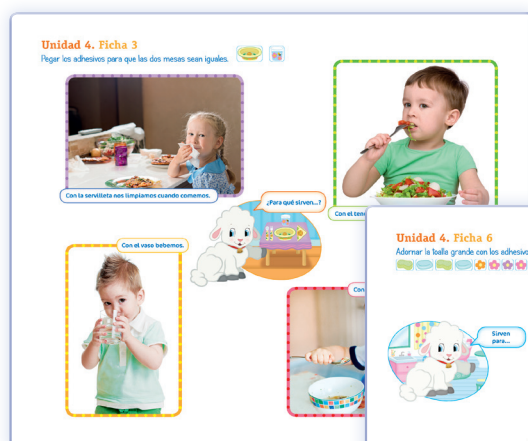 Unidad 4. Ficha 3
Pegar los adhesivos para que las dos mesas sean iguales.
Con la servilleta nos limpiamos cuando comemos.
¿Para qué sirven...?
Con el
Con el vaso bebemos.
Con
Unidad 4. Ficha 6
Adornar la toalla grande con los
Sirven
para...